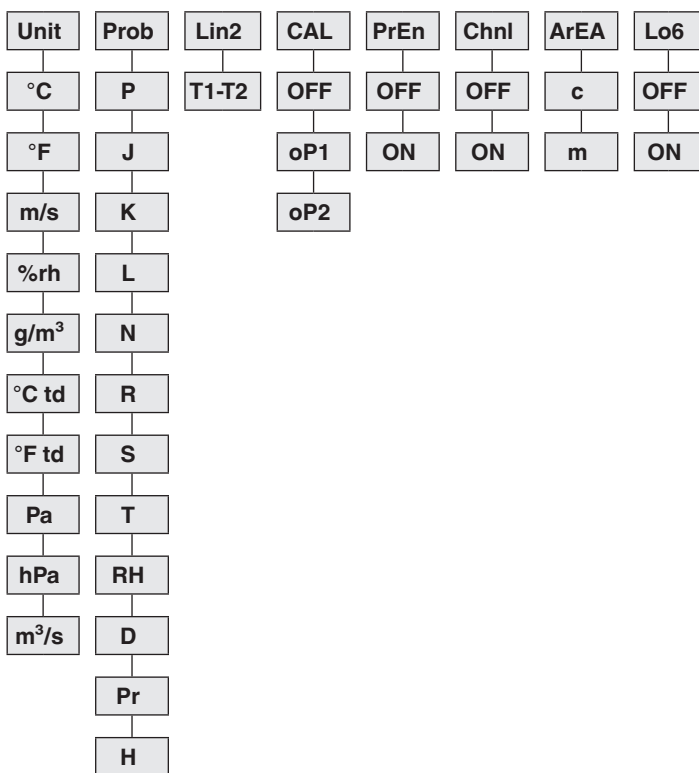 Unit Prob Lin2 CAL PrEn Chnl ArEA Lo6
°C P T1-T2 OFF OFF OFF c OFF
°F J oP1 ON ON m ON
m/s K oP2
%rh L
g/m³ N
°C td R
°F td S
Pa T
hPa RH
m³/s D
Pr
H